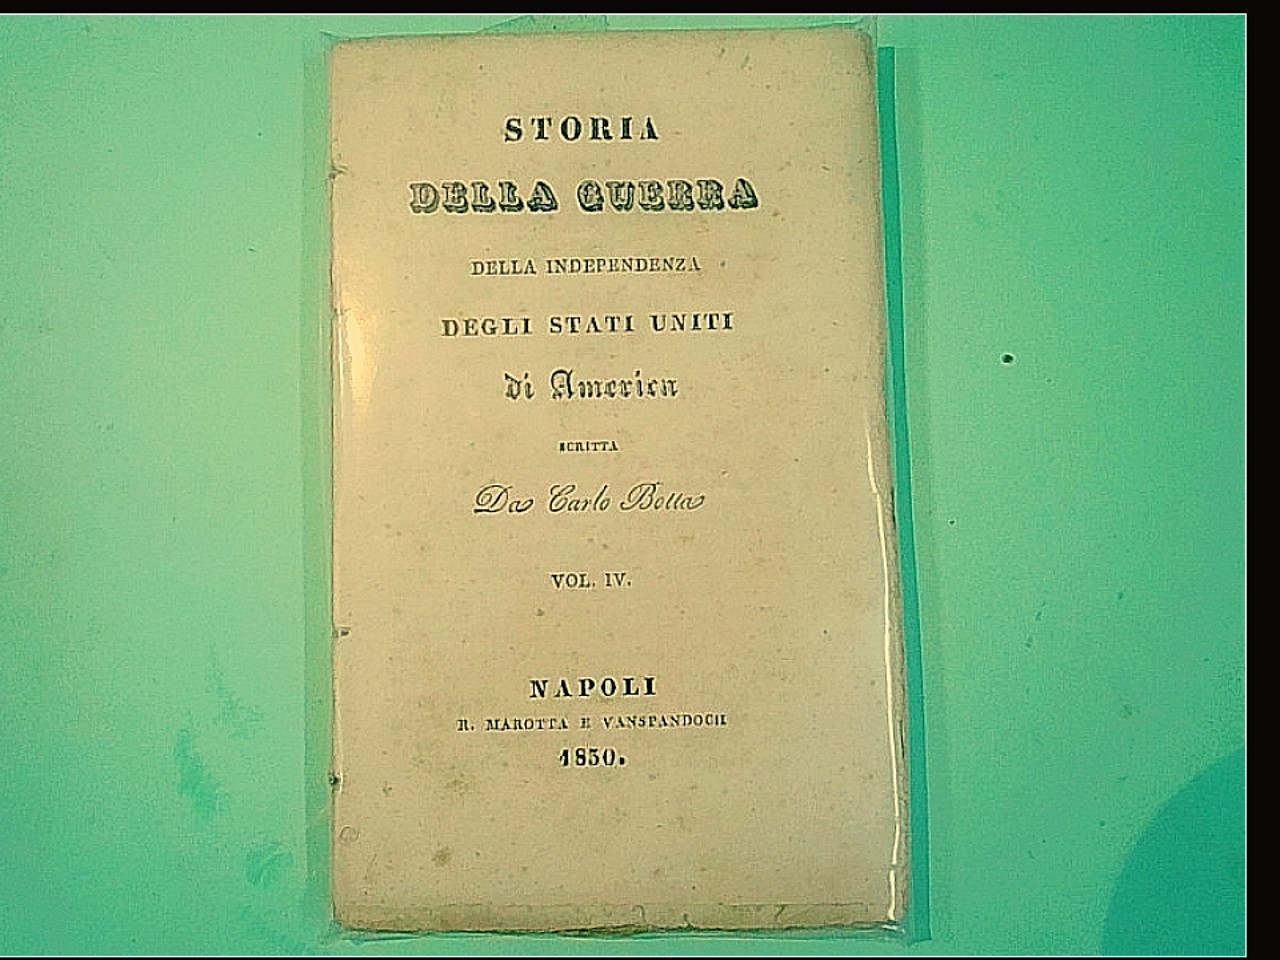 STORIA
DELLA GUERRA
DELLA INDEPENDENZA
DEGLI STATI UNITI
di America
SCRITTA
Da Carlo Botta
VOL. IV.
NAPOLI
R. MAROTTA E VANSPANDOCH
1830.